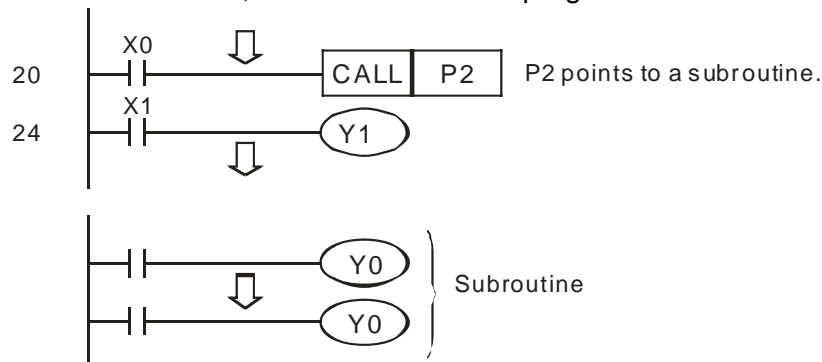 X0
20 CALL P2 P2 points to a subroutine.
X1
24 Y1
Y0
Subroutine
Y0